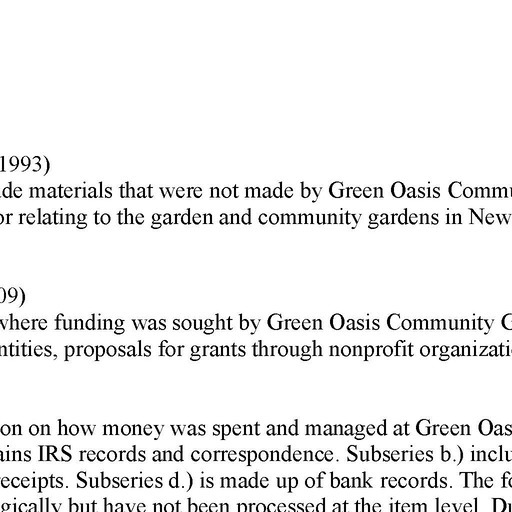 1993)
de materials that were not made by Green Oasis Commu
or relating to the garden and community gardens in New
09)
where funding was sought by Green Oasis Community G
ntities, proposals for grants through nonprofit organizati
on on how money was spent and managed at Green Oas
ains IRS records and correspondence. Subseries b.) inclu
receipts. Subseries d.) is made up of bank records. The fo
gically but have not been processed at the item level. Du